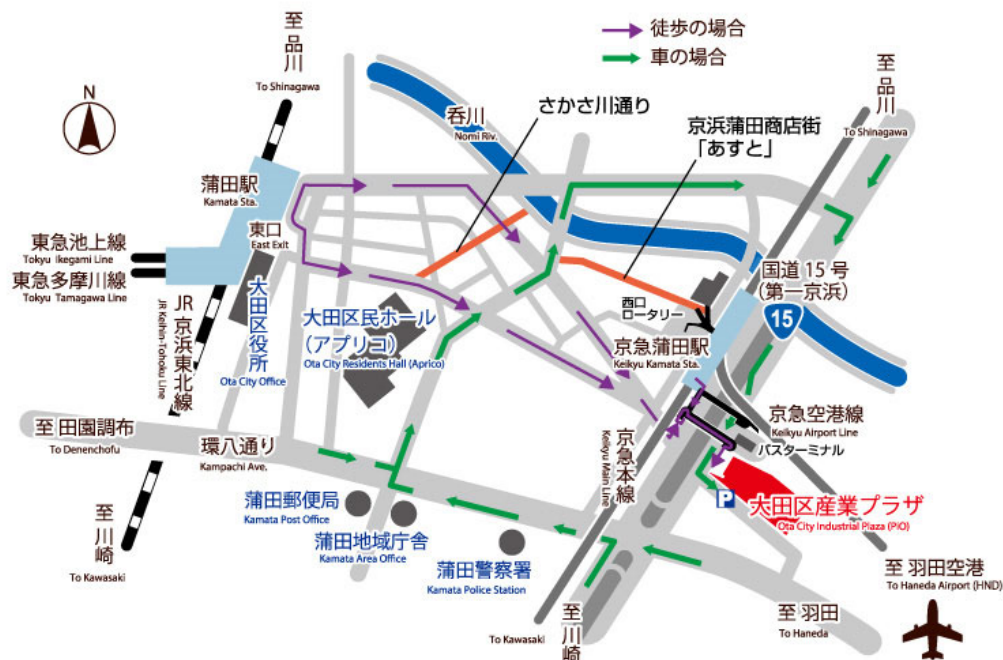 徒歩の場合
車の場合
至 品川
To Shinagawa
N
呑川
Nomi Riv.
さかさ川通り
京浜蒲田商店街
「あすと」
至 品川
To Shinagawa
蒲田駅
Kamata Sta.
東口
East Exit
東急池上線
Tokyu Ikegami Line
東急多摩川線
Tokyu Tamagawa Line
JR 京浜東北線
JR Keihin-Tohoku Line
大田区役所
Ota City Office
大田区民ホール
(アプリコ)
Ota City Residents Hall (Aprico)
西口
ロータリー
国道 15 号
(第一京浜)
15
京急蒲田駅
Keikyu Kamata Sta.
京急空港線
Keikyu Airport Line
バスターミナル
至 田園調布
To Denenchofu
環八通り
Kampachi Ave.
京急本線
Keikyu Main Line
P
大田区産業プラザ
Ota City Industrial Plaza (PiO)
蒲田郵便局
Kamata Post Office
蒲田地域庁舎
Kamata Area Office
蒲田警察署
Kamata Police Station
至 川崎
To Kawasaki
至 川崎
To Kawasaki
至 羽田
To Haneda
至 羽田空港
To Haneda Airport (HND)